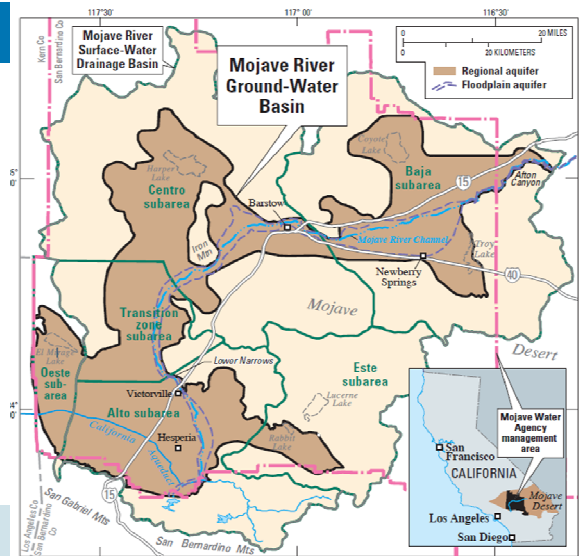 117°30'
117° 00'
116°30'
Kern Co
San Bernardino Co
Mojave River
Surface-Water
Drainage Basin
Mojave River
Ground-Water
Basin
0
20 MILES
0
20 KILOMETERS
Regional aquifer
Floodplain aquifer
Coyote
Lake
Harper
Lake
Centro
subarea
Baja
subarea
15
Afton
Canyon
Barstow
Iron
Mtn
Mojave River Channel
Troy
Lake
Newberry
Springs
40
Mojave
Desert
Transition
zone
subarea
El Mirage
Lake
Oeste
sub-
area
Lower Narrows
Este
subarea
Victorville
Lucerne
Lake
Alto subarea
California
Aqueduct
Hesperia
Rabbit
Lake
15
San Gabriel Mts
San Bernardino Mts
Los Angeles Co
San Bernardino
Co
Mojave Water
Agency
management
area
San
Francisco
CALIFORNIA
Mojave
Desert
Los Angeles
San Diego